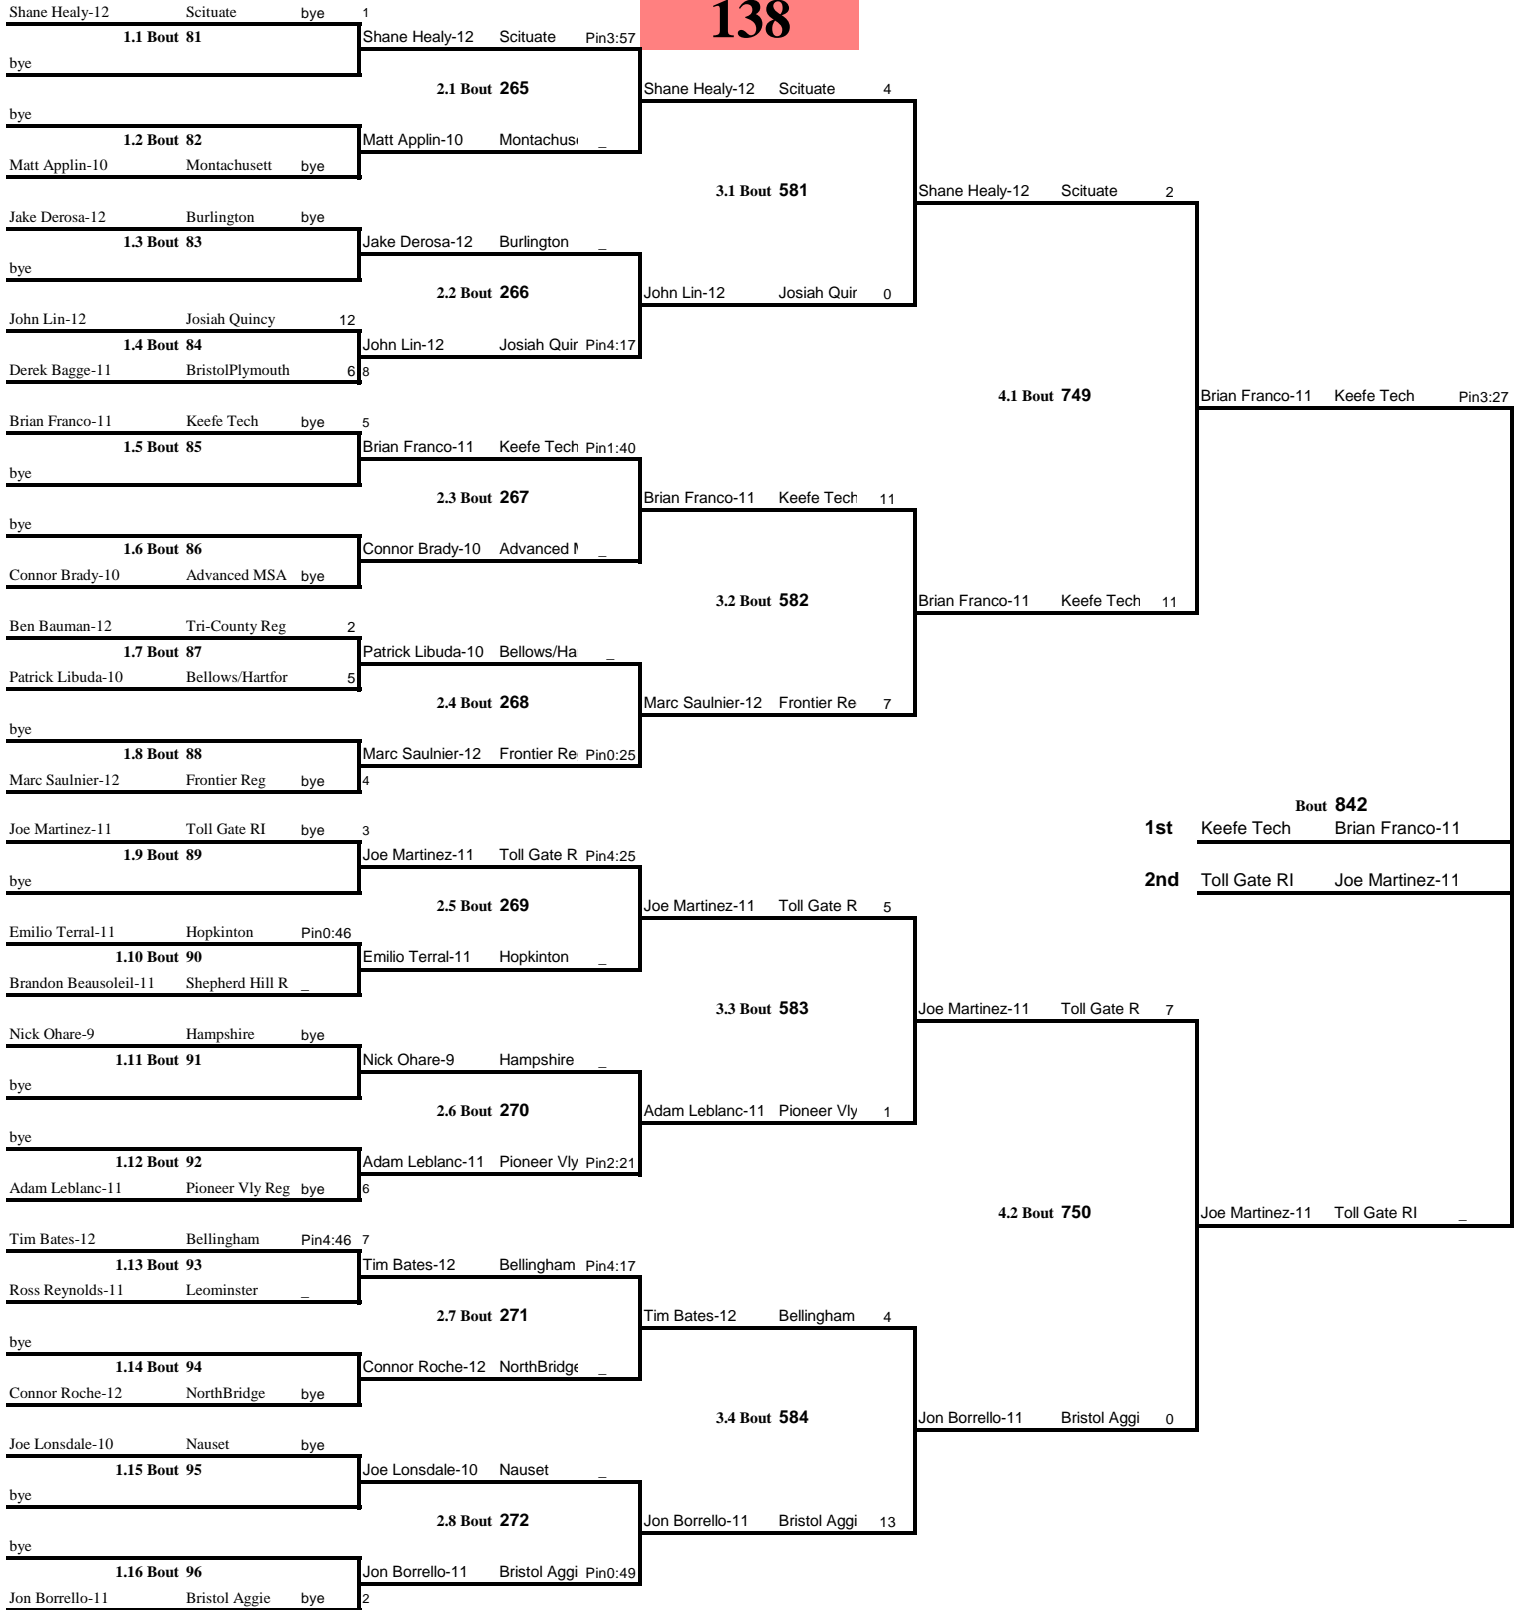 Shane Healy-12 Scituate bye 1 138
1.1 Bout 81 Shane Healy-12 Scituate Pin3:57
bye
2.1 Bout 265 Shane Healy-12 Scituate 4
bye
1.2 Bout 82 Matt Applin-10 Montachus _
Matt Applin-10 Montachusett bye
3.1 Bout 581 Shane Healy-12 Scituate 2
Jake Derosa-12 Burlington bye
1.3 Bout 83 Jake Derosa-12 Burlington _
bye
2.2 Bout 266 John Lin-12 Josiah Quir 0
John Lin-12 Josiah Quincy 12
1.4 Bout 84 John Lin-12 Josiah Quir Pin4:17
Derek Bagge-11 BristolPlymouth 6 8
4.1 Bout 749 Brian Franco-11 Keefe Tech Pin3:27
Brian Franco-11 Keefe Tech bye 5
1.5 Bout 85 Brian Franco-11 Keefe Tech Pin1:40
bye
2.3 Bout 267 Brian Franco-11 Keefe Tech 11
bye
1.6 Bout 86 Connor Brady-10 Advanced M _
Connor Brady-10 Advanced MSA bye
3.2 Bout 582 Brian Franco-11 Keefe Tech 11
Ben Bauman-12 Tri-County Reg 2
1.7 Bout 87 Patrick Libuda-10 Bellows/Ha _
Patrick Libuda-10 Bellows/Hartfor 5
2.4 Bout 268 Marc Saulnier-12 Frontier Re 7
bye
1.8 Bout 88 Marc Saulnier-12 Frontier Re Pin0:25
Marc Saulnier-12 Frontier Reg bye 4
Bout 842
Joe Martinez-11 Toll Gate RI bye 3 1st Keefe Tech Brian Franco-11
1.9 Bout 89 Joe Martinez-11 Toll Gate R Pin4:25
bye 2nd Toll Gate RI Joe Martinez-11
2.5 Bout 269 Joe Martinez-11 Toll Gate R 5
Emilio Terral-11 Hopkinton Pin0:46
1.10 Bout 90 Emilio Terral-11 Hopkinton _
Brandon Beausoleil-11 Shepherd Hill R _
3.3 Bout 583 Joe Martinez-11 Toll Gate R 7
Nick Ohare-9 Hampshire bye
1.11 Bout 91 Nick Ohare-9 Hampshire _
bye
2.6 Bout 270 Adam Leblanc-11 Pioneer Vly 1
bye
1.12 Bout 92 Adam Leblanc-11 Pioneer Vly Pin2:21
Adam Leblanc-11 Pioneer Vly Reg bye 6
4.2 Bout 750 Joe Martinez-11 Toll Gate RI _
Tim Bates-12 Bellingham Pin4:46 7
1.13 Bout 93 Tim Bates-12 Bellingham Pin4:17
Ross Reynolds-11 Leominster _
2.7 Bout 271 Tim Bates-12 Bellingham 4
bye
1.14 Bout 94 Connor Roche-12 NorthBridge _
Connor Roche-12 NorthBridge bye
3.4 Bout 584 Jon Borrello-11 Bristol Aggi 0
Joe Lonsdale-10 Nauset bye
1.15 Bout 95 Joe Lonsdale-10 Nauset _
bye
2.8 Bout 272 Jon Borrello-11 Bristol Aggi 13
bye
1.16 Bout 96 Jon Borrello-11 Bristol Aggi Pin0:49
Jon Borrello-11 Bristol Aggie bye 2